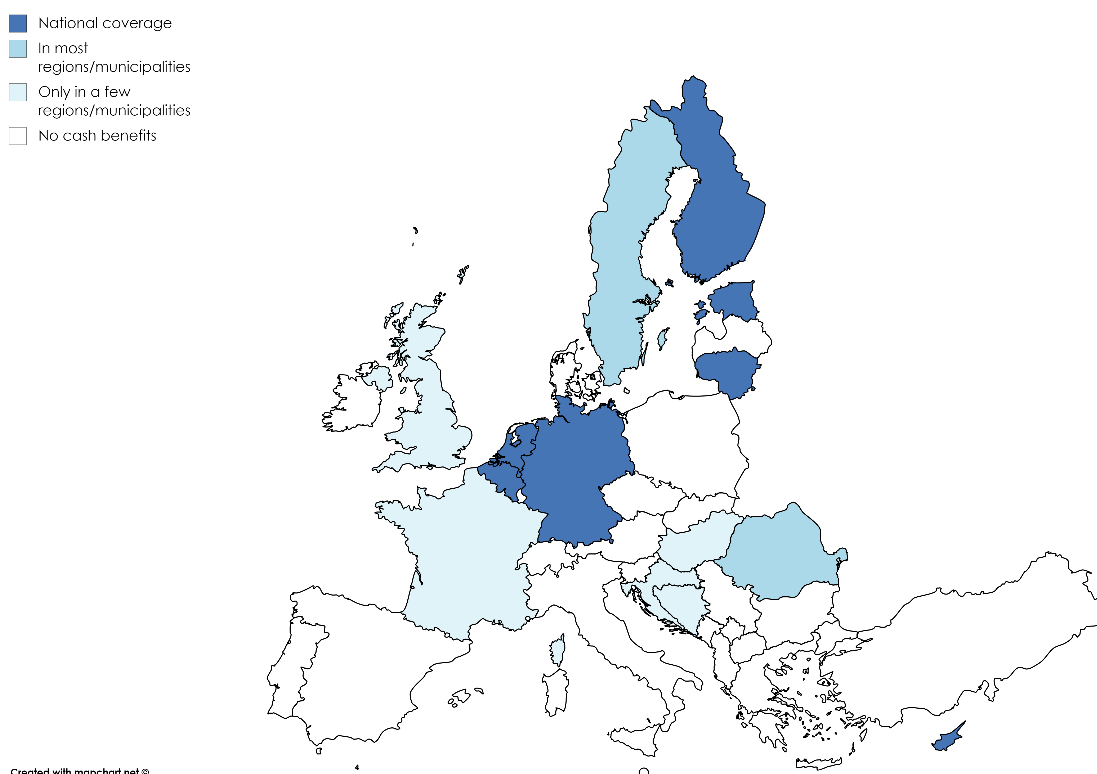 National coverage
In most
regions/municipalities
Only in a few
regions/municipalities
No cash benefits
Created with mapchart.net ©